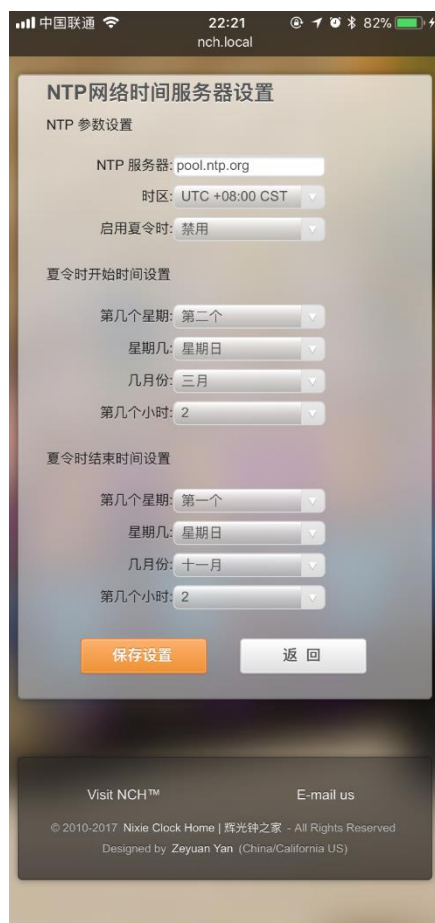 中国联通 22:21 82%
nch.local
NTP网络时间服务器设置
NTP 参数设置
NTP 服务器: pool.ntp.org
时区: UTC +08:00 CST
启用夏令时: 禁用
夏令时开始时间设置
第几个星期: 第二个
星期几: 星期日
几月份: 三月
第几个小时: 2
夏令时结束时间设置
第几个星期: 第一个
星期几: 星期日
几月份: 十一月
第几个小时: 2
保存设置 返 回
Visit NCH™ E-mail us
© 2010-2017 Nixie Clock Home | 辉光钟之家 - All Rights Reserved
Designed by Zeyuan Yan (China/California US)